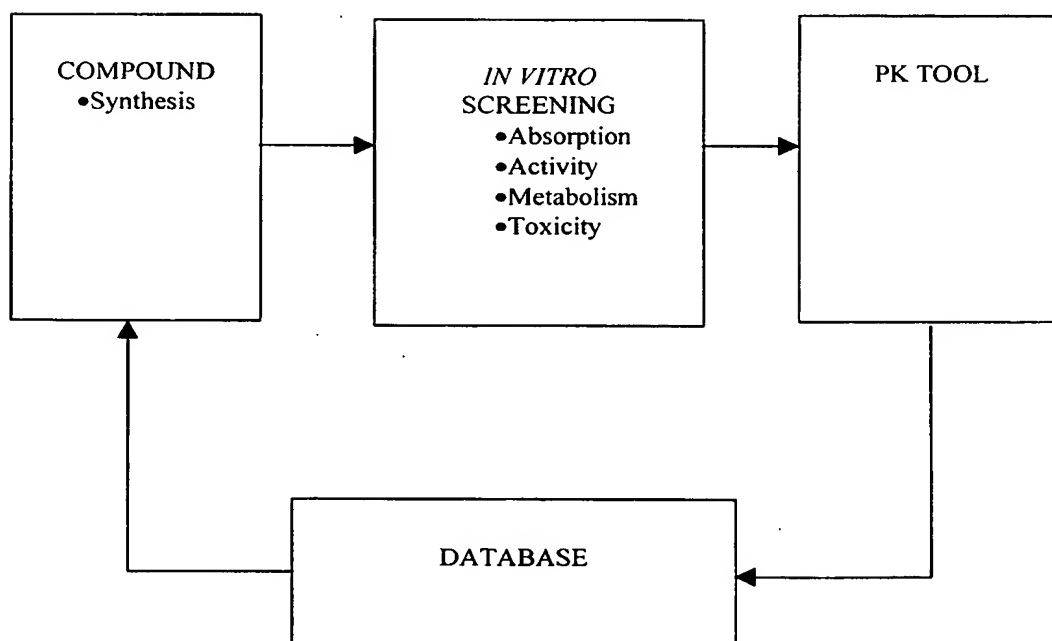 COMPOUND
•Synthesis
IN VITRO
SCREENING
•Absorption
•Activity
•Metabolism
•Toxicity
PK TOOL
DATABASE